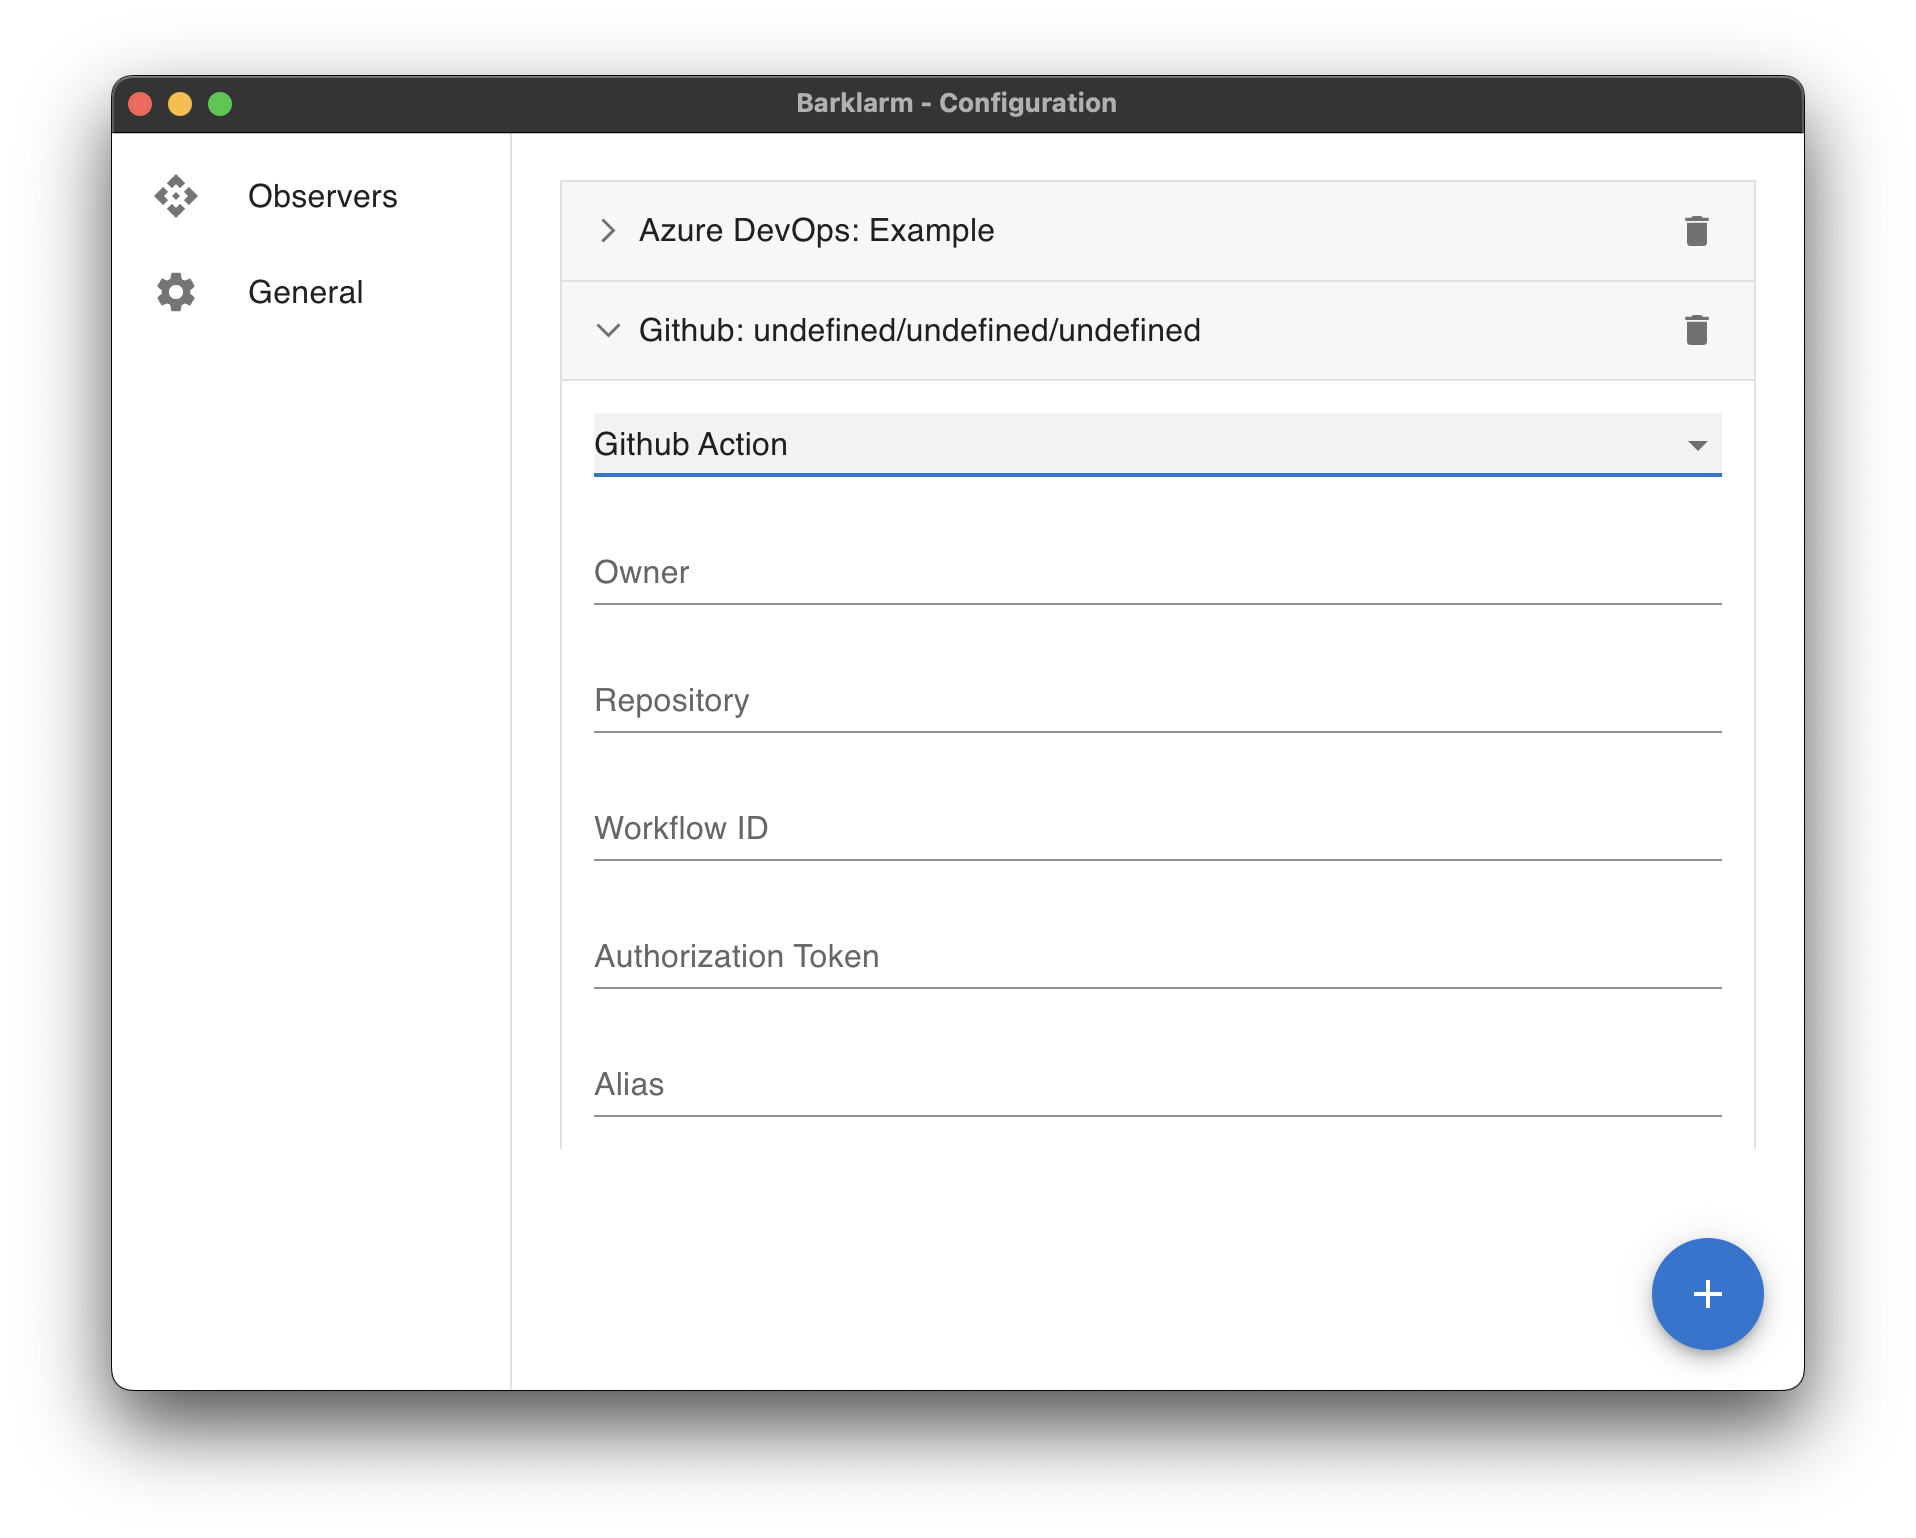 Barklarm - Configuration
Observers
General
Azure DevOps: Example
Github: undefined/undefined/undefined
Github Action
Owner
Repository
Workflow ID
Authorization Token
Alias